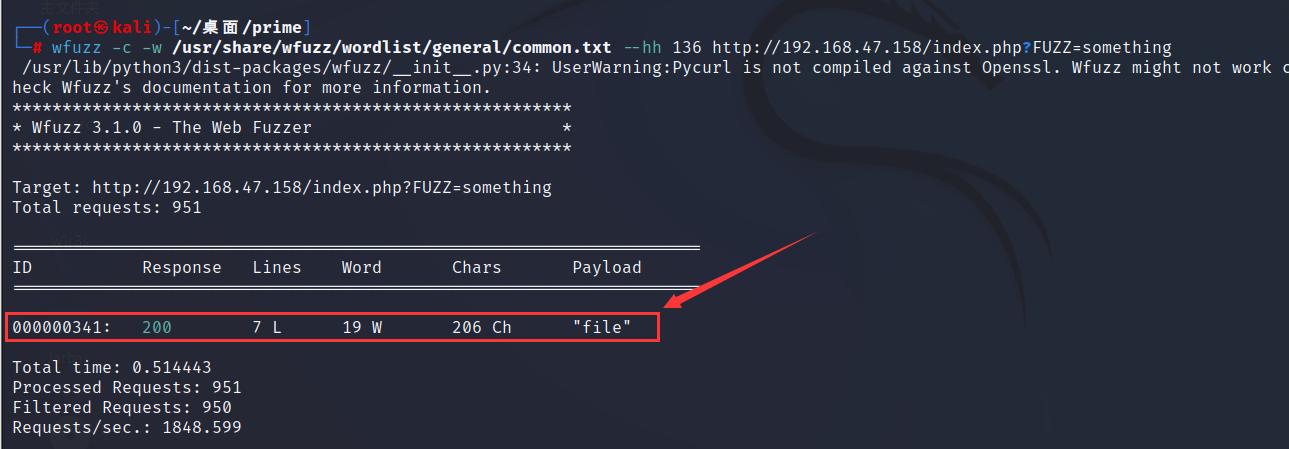 主文件夹
┌──(root㉿kali)-[~/桌面/prime]
└─# wfuzz -c -w /usr/share/wfuzz/wordlist/general/common.txt --hh 136 http://192.168.47.158/index.php?FUZZ=something
/usr/lib/python3/dist-packages/wfuzz/__init__.py:34: UserWarning:Pycurl is not compiled against Openssl. Wfuzz might not work c
heck Wfuzz's documentation for more information.
********************************************************
* Wfuzz 3.1.0 - The Web Fuzzer                         *
********************************************************
Target: http://192.168.47.158/index.php?FUZZ=something
Total requests: 951
=====================================================================
ID           Response   Lines    Word       Chars       Payload
=====================================================================
000000341:   200        7 L      19 W       206 Ch      "file"
Total time: 0.514443
Processed Requests: 951
Filtered Requests: 950
Requests/sec.: 1848.599